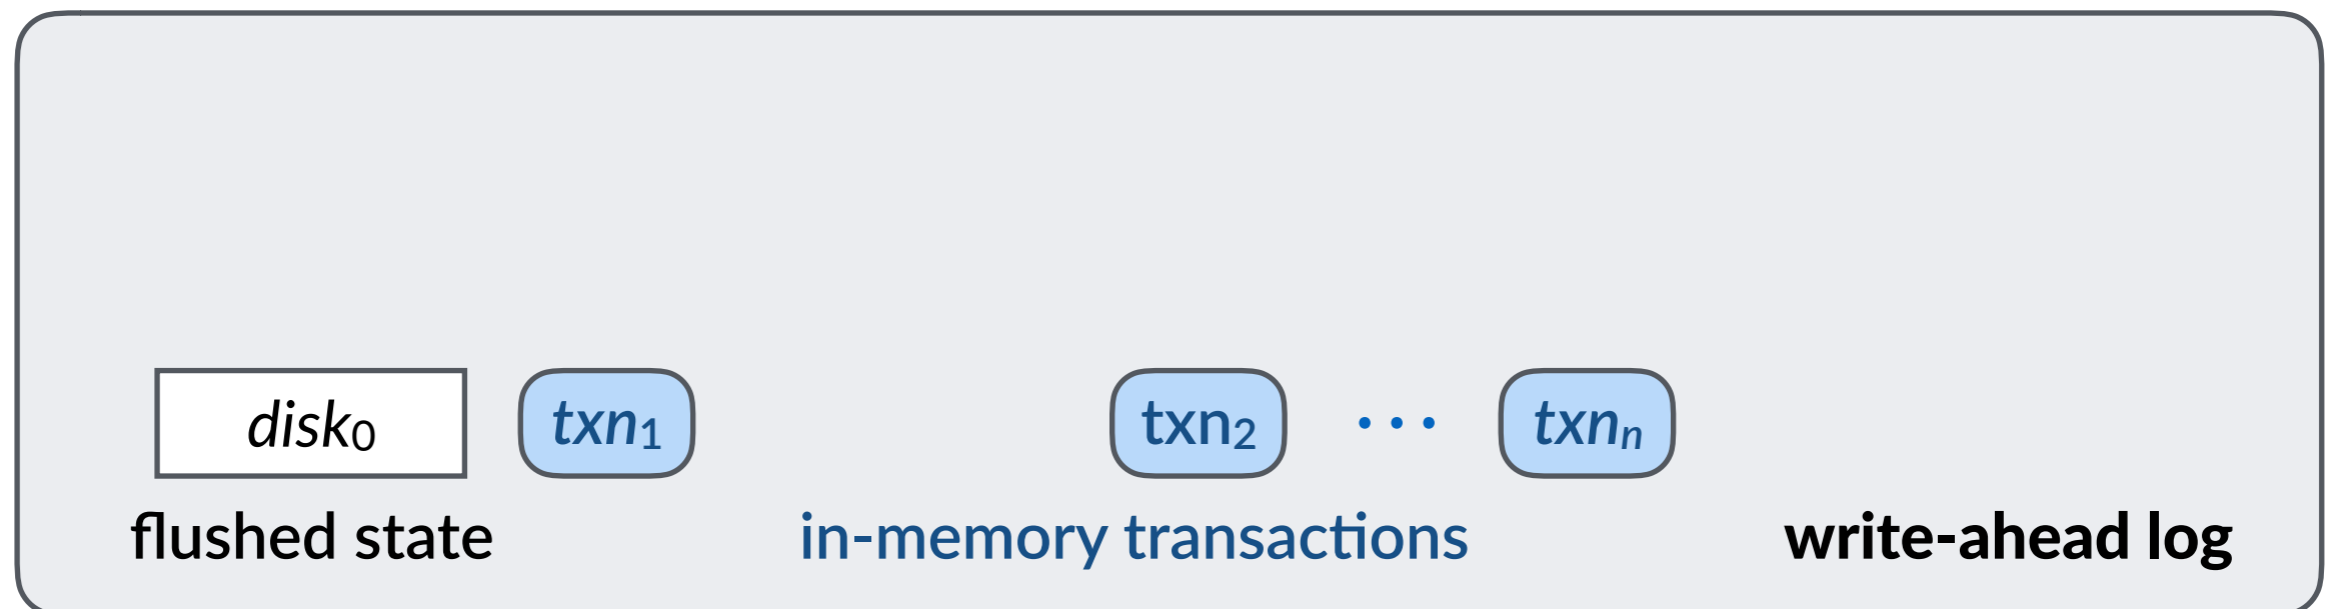 disk₀ txn₁ txn₂ ··· txnₙ
flushed state in-memory transactions write-ahead log